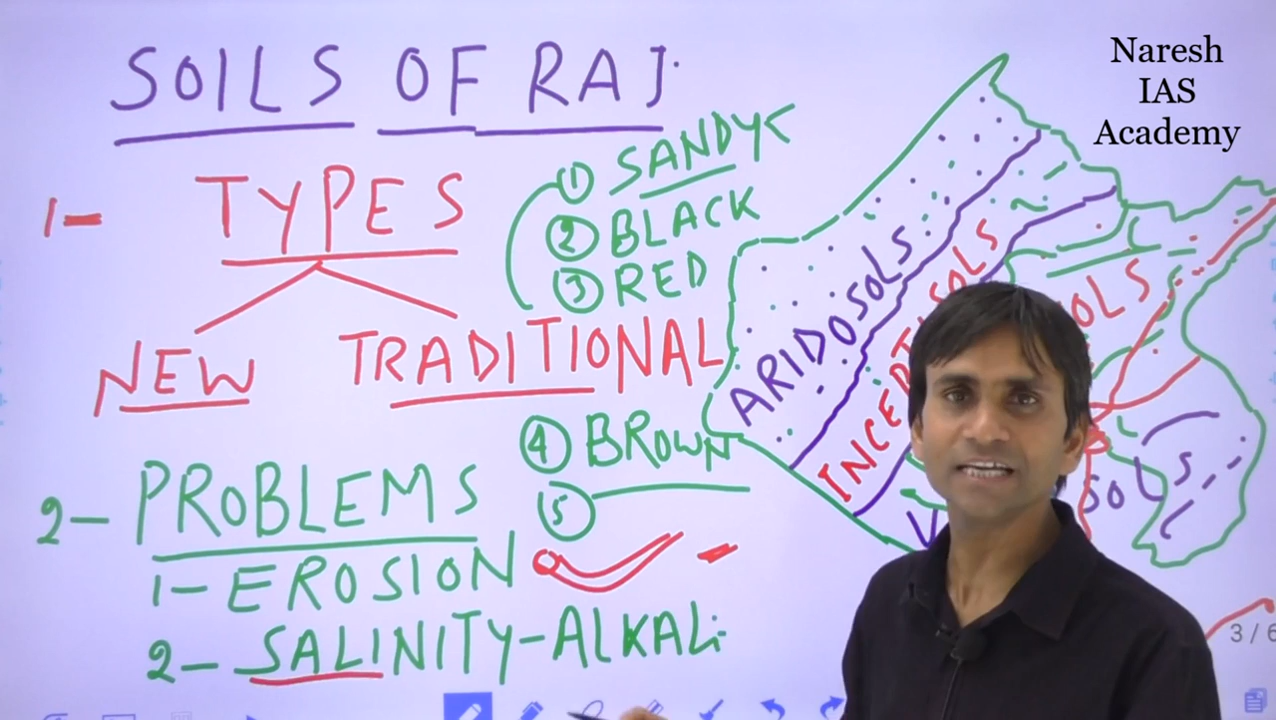 SOILS OF RAJ.
Naresh
IAS
Academy
1- TYPES
NEW TRADITIONAL
① SANDY
② BLACK
③ RED
④ BROWN
⑤
2- PROBLEMS
1- EROSION
2- SALINITY-ALKALi
ARIDOSOLS
SOLS
3 / 6